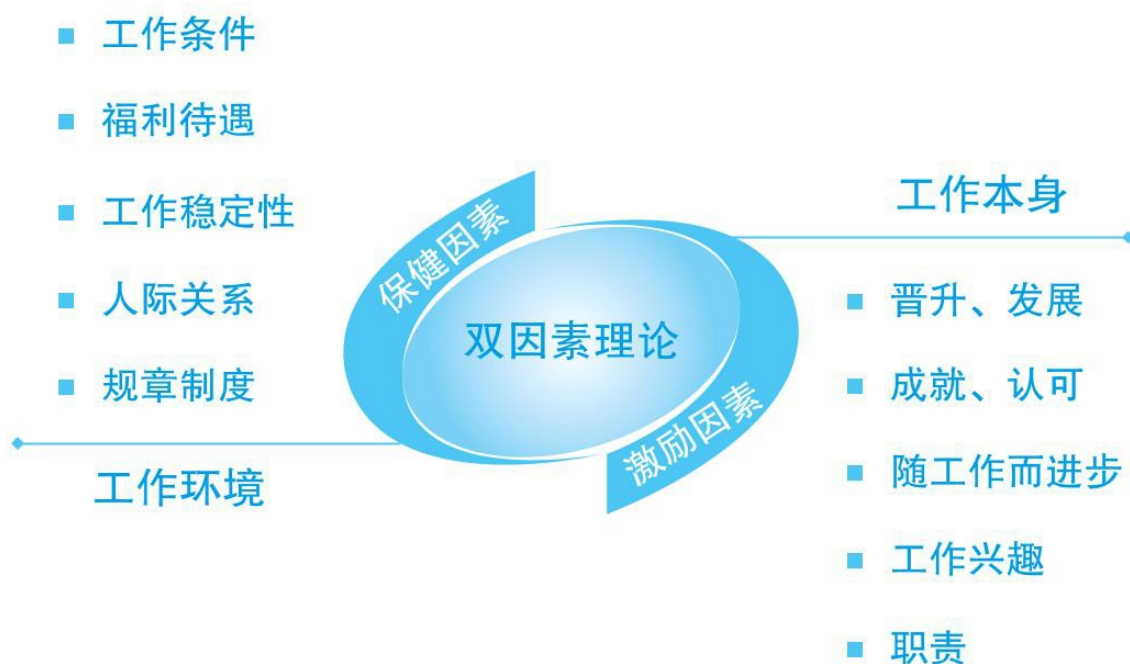 工作条件
福利待遇
工作稳定性
人际关系
规章制度
工作环境
保健因素
双因素理论
激励因素
工作本身
晋升、发展
成就、认可
随工作而进步
工作兴趣
职责